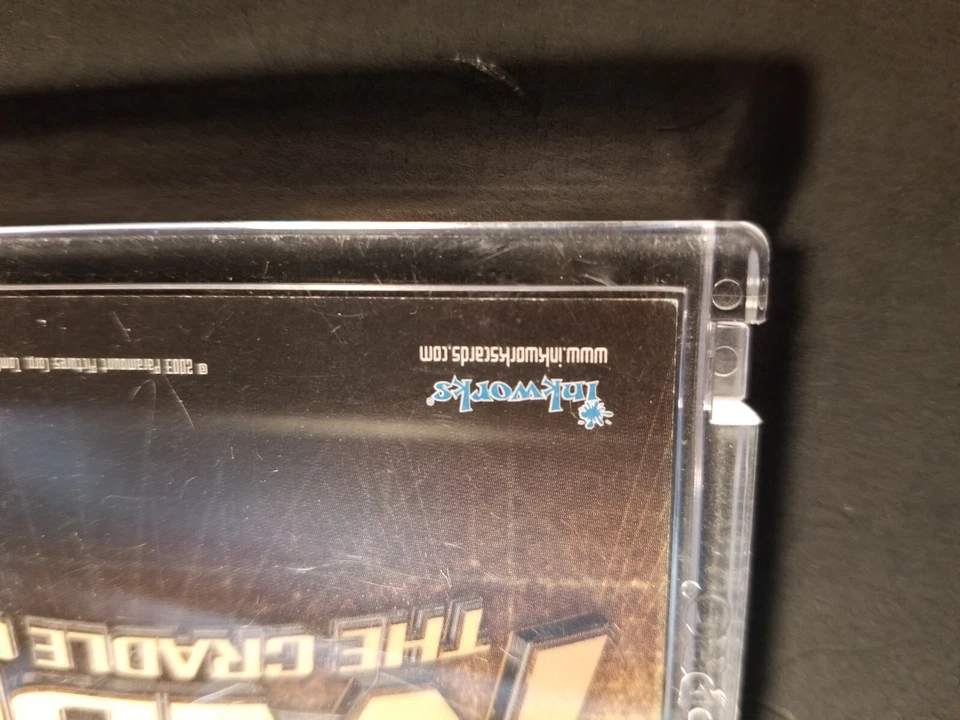 THE CRADLE
inkworks®
www.inkworkscards.com
© 2003 Paramount Pictures Corp.